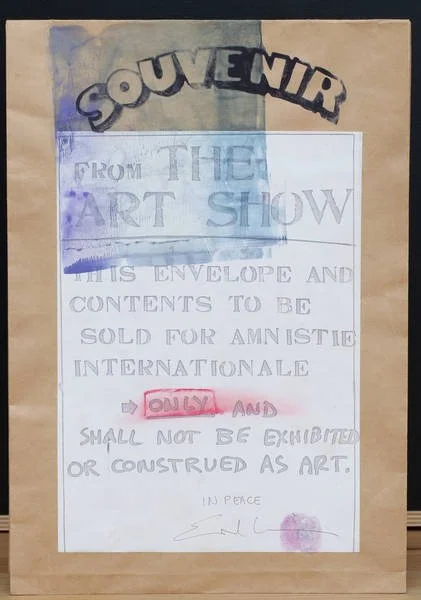 SOUVENIR
FROM THE
ART SHOW
THIS ENVELOPE AND
CONTENTS TO BE
SOLD FOR AMNISTIE
INTERNATIONALE
ONLY. AND
SHALL NOT BE EXHIBITED
OR CONSTRUED AS ART.
IN PEACE